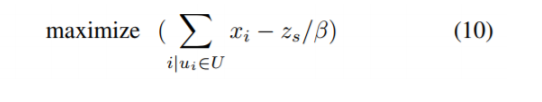 maximize ( ∑ x_i − z_s/β) (10)
i|u_i∈U